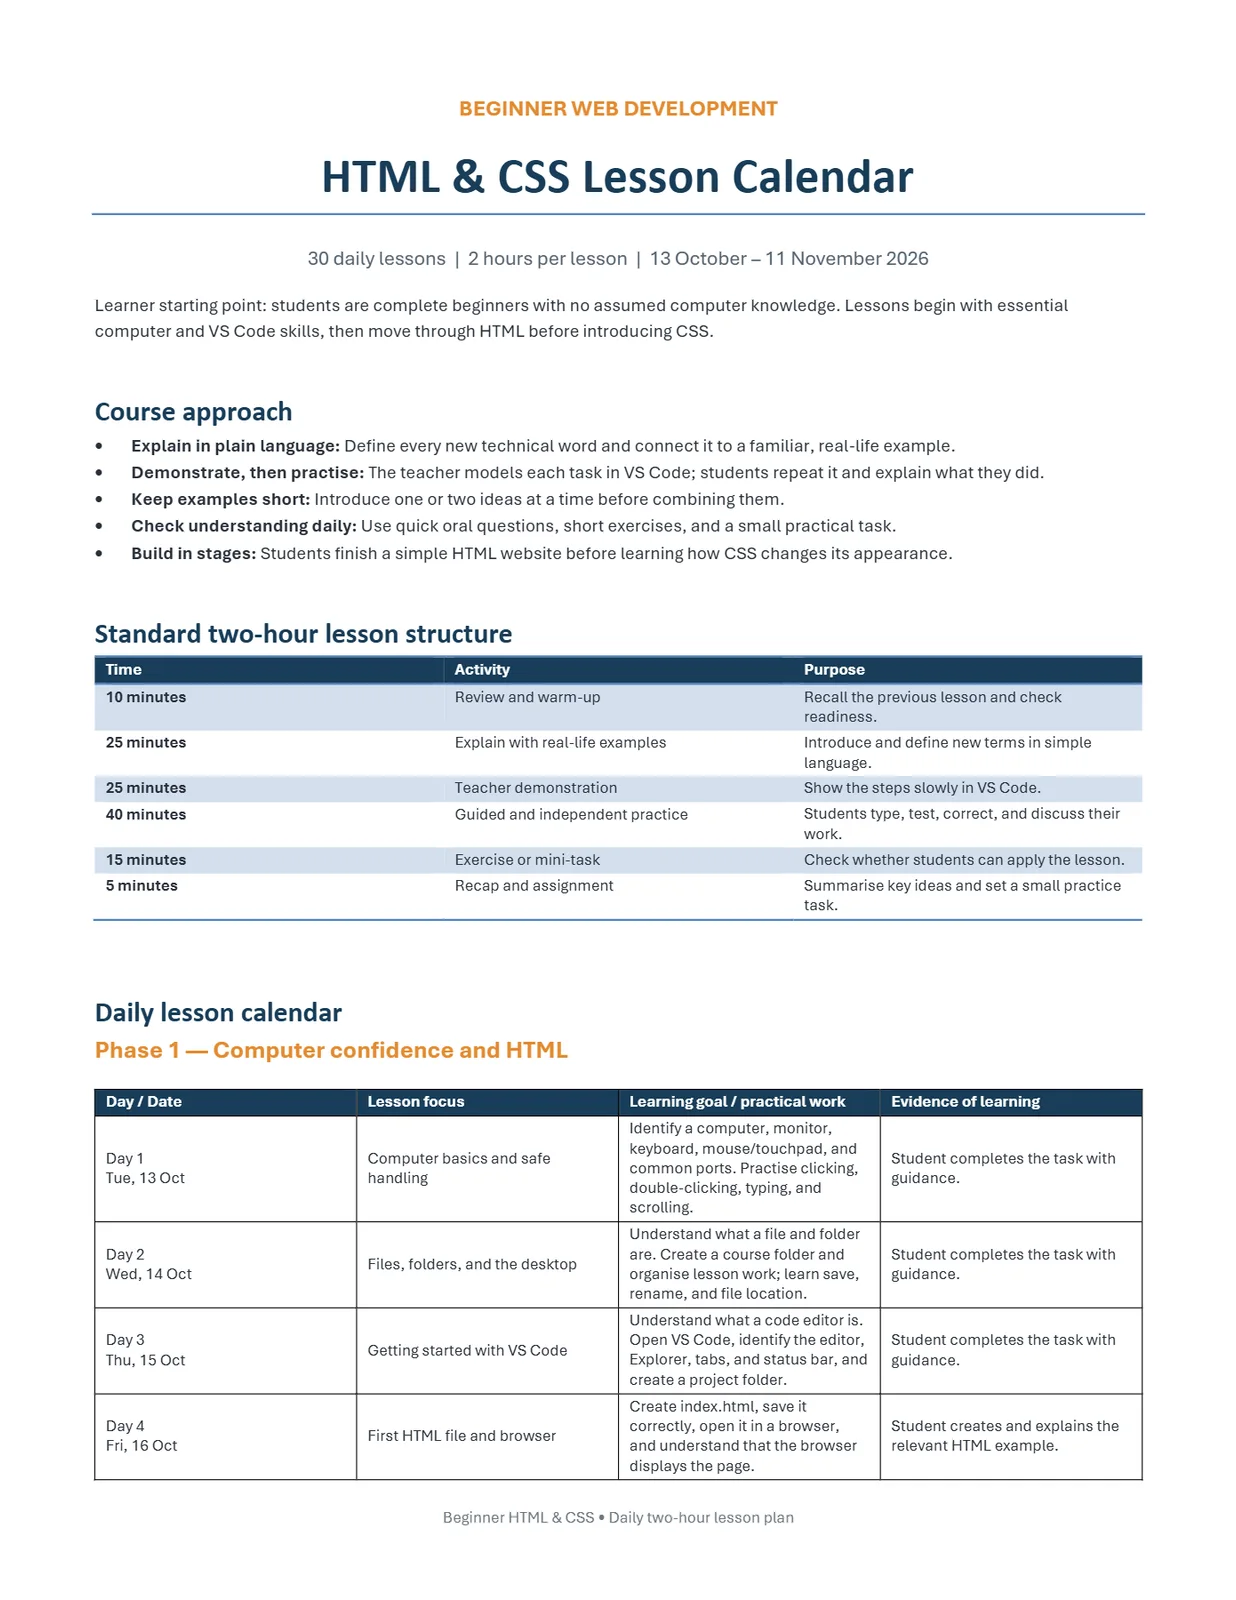 BEGINNER WEB DEVELOPMENT
HTML & CSS Lesson Calendar
30 daily lessons | 2 hours per lesson | 13 October – 11 November 2026
Learner starting point: students are complete beginners with no assumed computer knowledge. Lessons begin with essential
computer and VS Code skills, then move through HTML before introducing CSS.
Course approach
• Explain in plain language: Define every new technical word and connect it to a familiar, real-life example.
• Demonstrate, then practise: The teacher models each task in VS Code; students repeat it and explain what they did.
• Keep examples short: Introduce one or two ideas at a time before combining them.
• Check understanding daily: Use quick oral questions, short exercises, and a small practical task.
• Build in stages: Students finish a simple HTML website before learning how CSS changes its appearance.
Standard two-hour lesson structure
Time Activity Purpose
10 minutes Review and warm-up Recall the previous lesson and check
readiness.
25 minutes Explain with real-life examples Introduce and define new terms in simple
language.
25 minutes Teacher demonstration Show the steps slowly in VS Code.
40 minutes Guided and independent practice Students type, test, correct, and discuss their
work.
15 minutes Exercise or mini-task Check whether students can apply the lesson.
5 minutes Recap and assignment Summarise key ideas and set a small practice
task.
Daily lesson calendar
Phase 1 — Computer confidence and HTML
Day / Date Lesson focus Learning goal / practical work Evidence of learning
Day 1
Tue, 13 Oct
Computer basics and safe
handling
Identify a computer, monitor,
keyboard, mouse/touchpad, and
common ports. Practise clicking,
double-clicking, typing, and
scrolling.
Student completes the task with
guidance.
Day 2
Wed, 14 Oct
Files, folders, and the desktop
Understand what a file and folder
are. Create a course folder and
organise lesson work; learn save,
rename, and file location.
Student completes the task with
guidance.
Day 3
Thu, 15 Oct
Getting started with VS Code
Understand what a code editor is.
Open VS Code, identify the editor,
Explorer, tabs, and status bar, and
create a project folder.
Student completes the task with
guidance.
Day 4
Fri, 16 Oct
First HTML file and browser
Create index.html, save it
correctly, open it in a browser,
and understand that the browser
displays the page.
Student creates and explains the
relevant HTML example.
Beginner HTML & CSS • Daily two-hour lesson plan